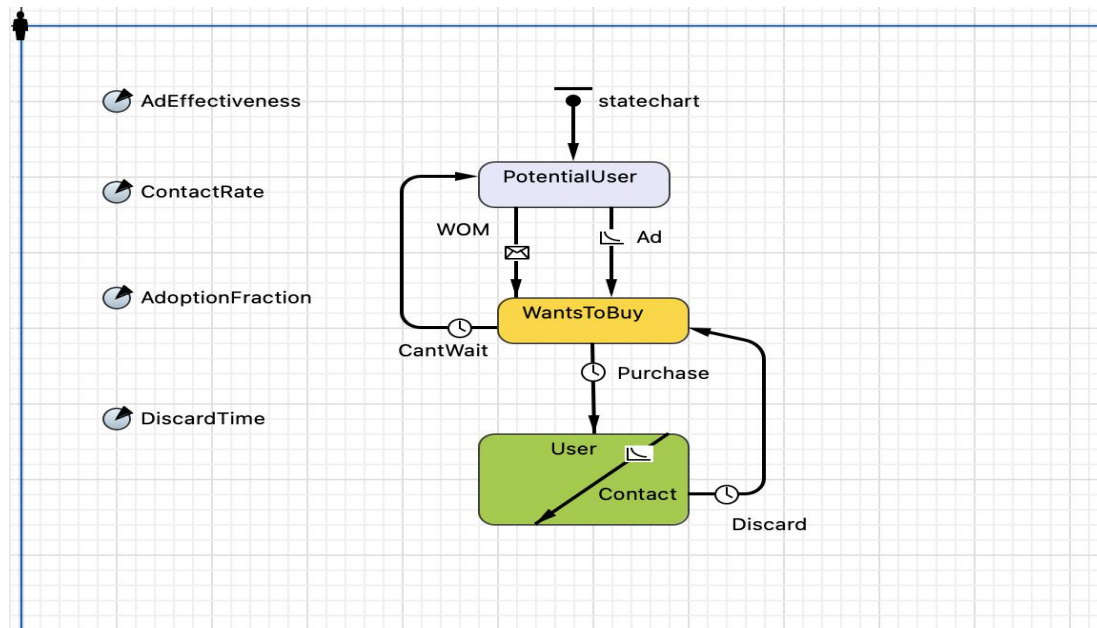 AdEffectiveness
statechart
PotentialUser
ContactRate
WOM
Ad
AdoptionFraction
WantsToBuy
CantWait
Purchase
DiscardTime
User
Contact
Discard